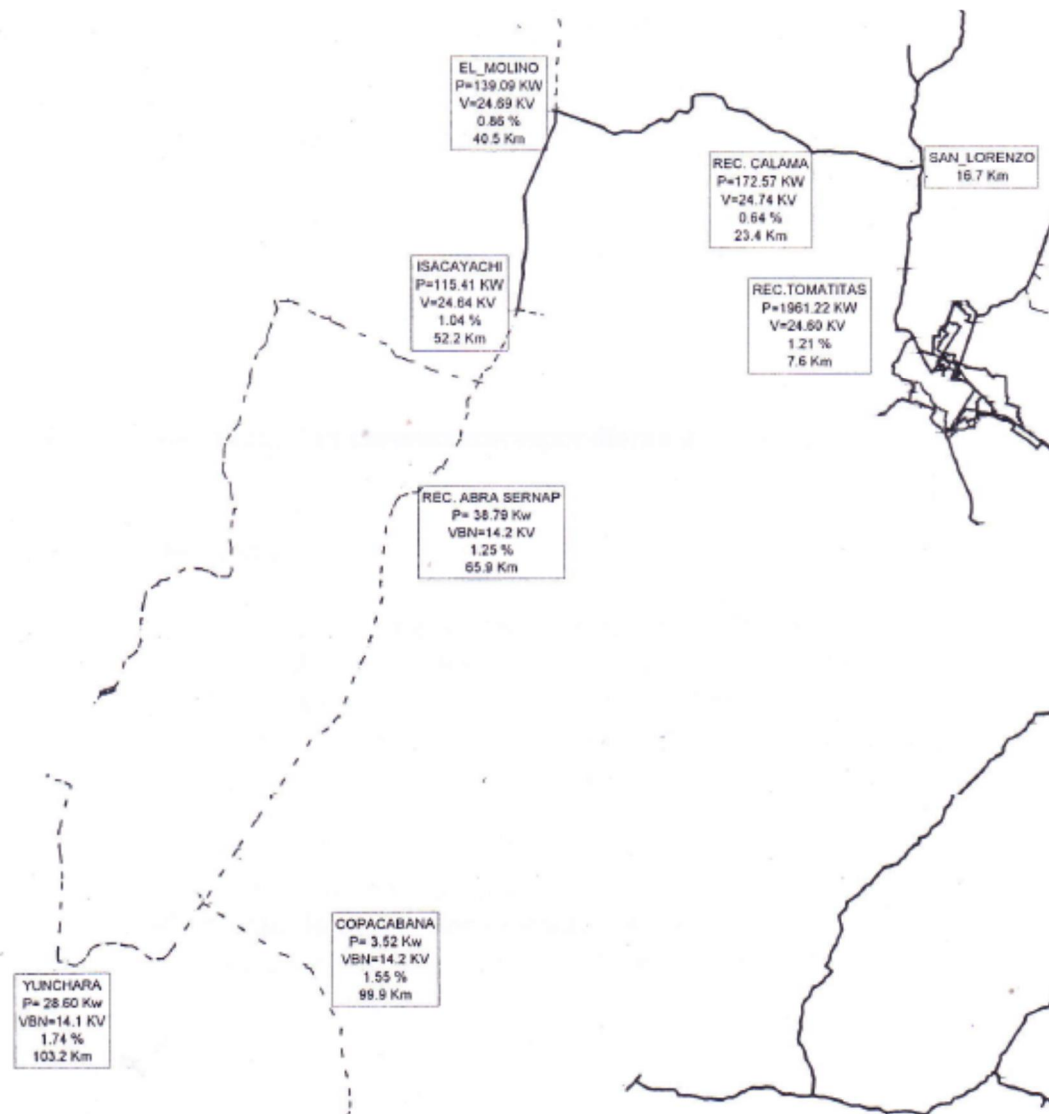 EL_MOLINO
P=139.09 KW
V=24.69 KV
0.86 %
40.5 Km
REC. CALAMA
P=172.57 KW
V=24.74 KV
0.64 %
23.4 Km
SAN_LORENZO
16.7 Km
ISACAYACHI
P=115.41 KW
V=24.64 KV
1.04 %
52.2 Km
REC.TOMATITAS
P=1961.22 KW
V=24.60 KV
1.21 %
7.6 Km
REC. ABRA SERNAP
P= 38.79 Kw
VBN=14.2 KV
1.25 %
65.9 Km
COPACABANA
P= 3.52 Kw
VBN=14.2 KV
1.55 %
99.9 Km
YUNCHARA
P= 28.60 Kw
VBN=14.1 KV
1.74 %
103.2 Km